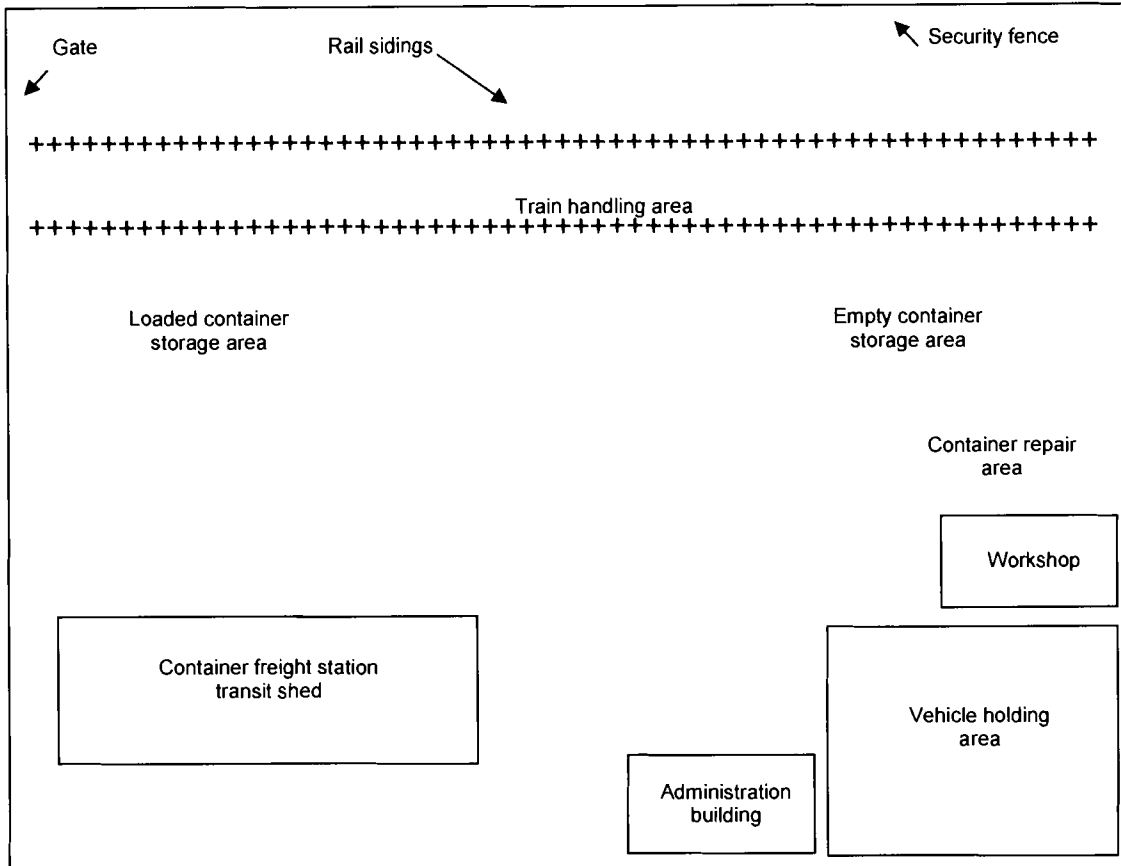 Gate
Rail sidings
Security fence
Train handling area
Loaded container
storage area
Empty container
storage area
Container repair
area
Workshop
Container freight station
transit shed
Vehicle holding
area
Administration
building